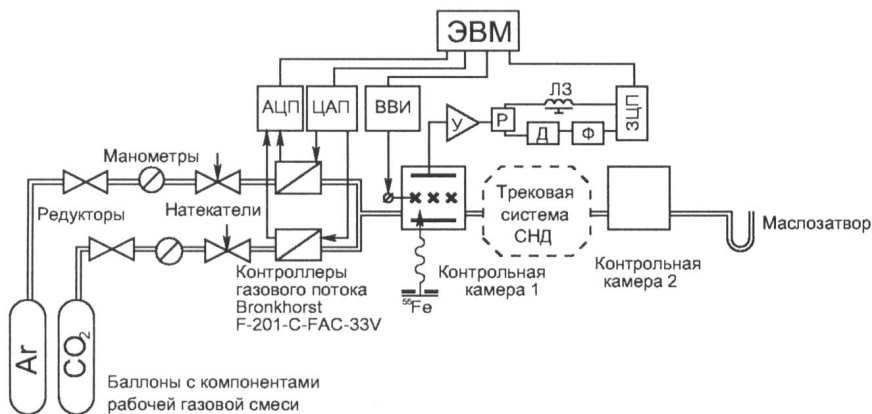 ЭВМ
АЦП
ЦАП
ВВИ
У
Р
ЛЗ
Д
Ф
ЗЦП
Манометры
Редукторы
Натекатели
Трековая
система
СНД
Маслозатвор
Контроллеры
газового потока
Bronkhorst
F-201-C-FAC-33V
Контрольная
камера 1
Контрольная
камера 2
⁵⁵Fe
Ar
CO₂
Баллоны с компонентами
рабочей газовой смеси